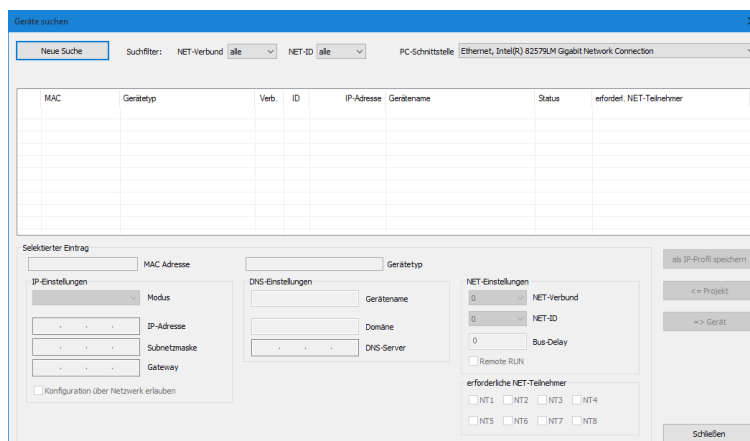 Geräte suchen
Neue Suche Suchfilter: NET-Verbund alle NET-ID alle PC-Schnittstelle Ethernet, Intel(R) 82579LM Gigabit Network Connection
MAC Gerätetyp Verb. ID IP-Adresse Gerätename Status erforderl. NET-Teilnehmer
Selektierter Eintrag
MAC Adresse Gerätetyp
als IP-Profil speichern
IP-Einstellungen DNS-Einstellungen NET-Einstellungen
Modus Gerätename 0 NET-Verbund
<= Projekt
0 NET-ID
=> Gerät
. . . IP-Adresse Domäne
. . . Subnetzmaske . . . DNS-Server 0 Bus-Delay
. . . Gateway Remote RUN
Konfiguration über Netzwerk erlauben
erforderliche NET-Teilnehmer
NT1 NT2 NT3 NT4
NT5 NT6 NT7 NT8
Schließen